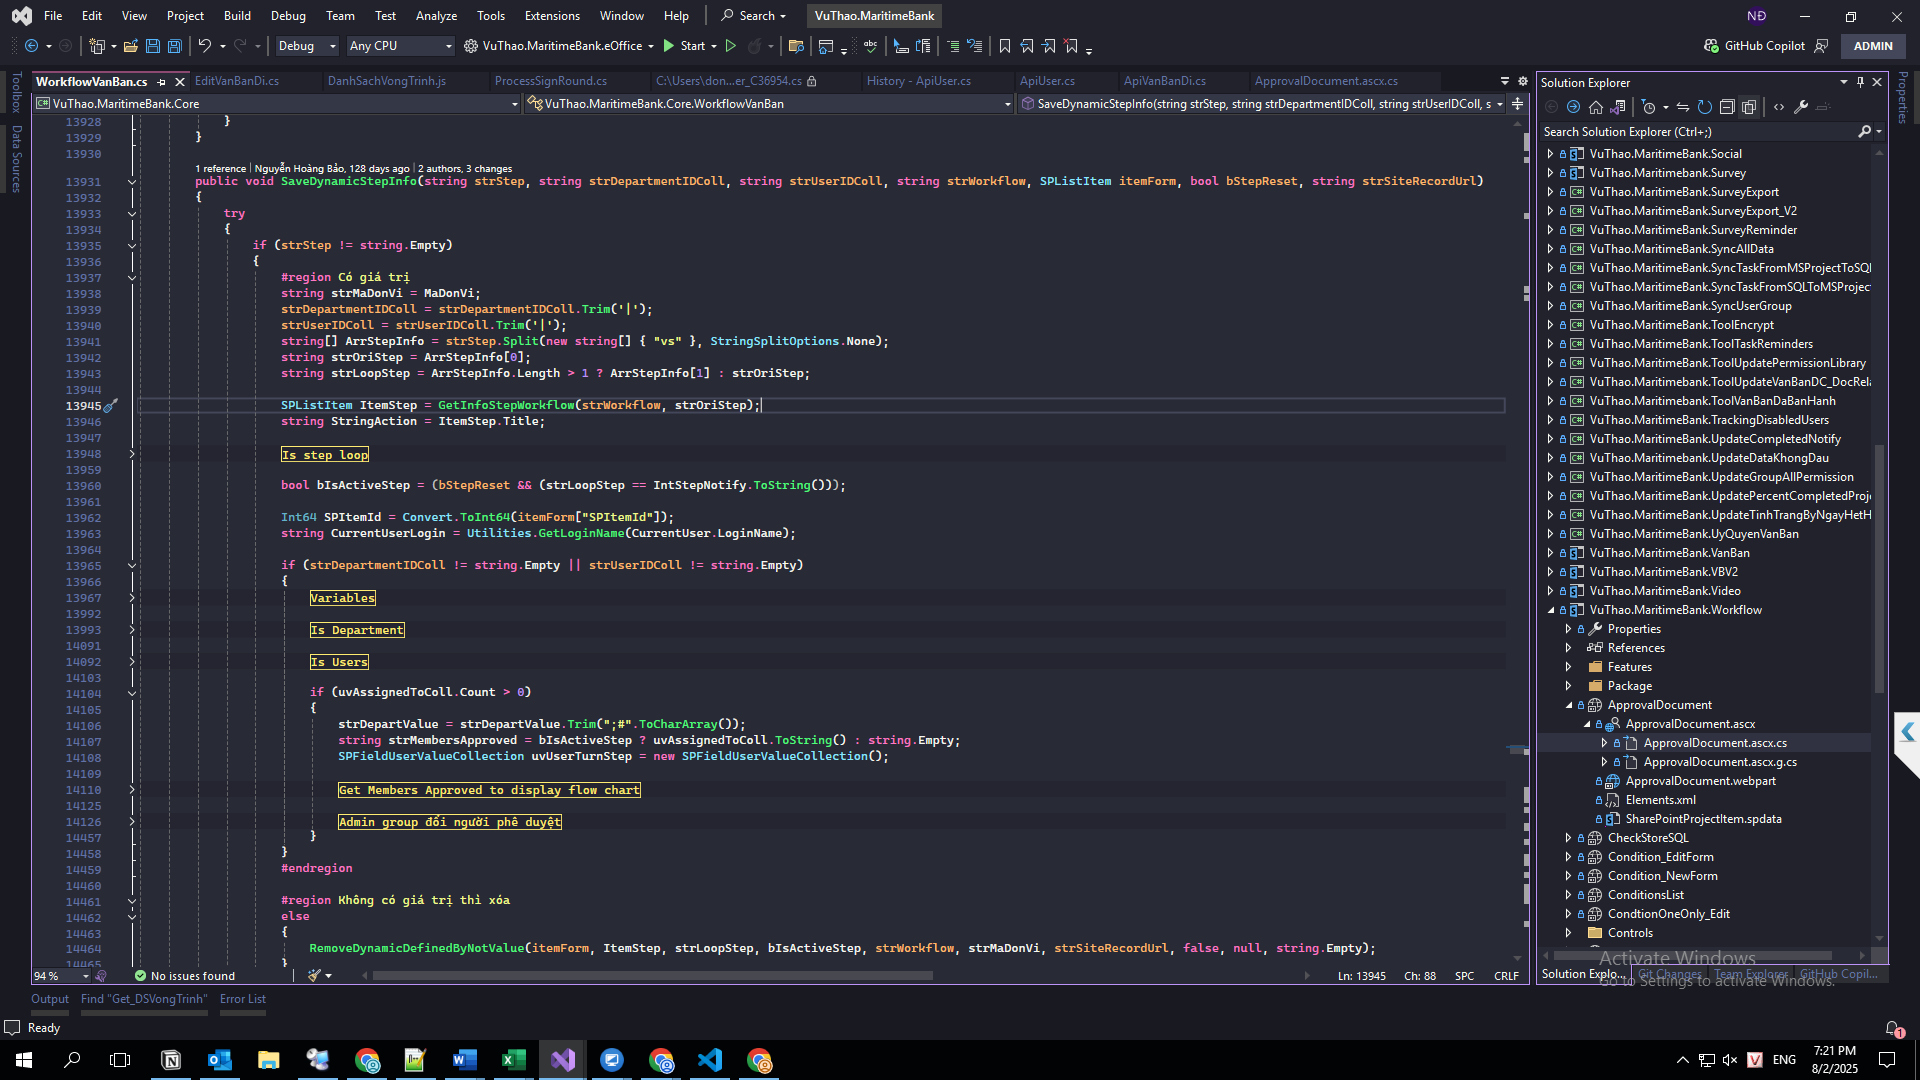 File Edit View Project Build Debug Team Test Analyze Tools Extensions Window Help Search VuThao.MaritimeBank NĐ
Debug Any CPU VuThao.MaritimeBank.eOffice Start GitHub Copilot ADMIN
Toolbox
Data Sources
WorkflowVanBan.cs EditVanBanDi.cs DanhSachVongTrinh.js ProcessSignRound.cs C:\Users\don...er_C36954.cs History - ApiUser.cs ApiUser.cs ApiVanBanDi.cs ApprovalDocument.ascx.cs
VuThao.MaritimeBank.Core VuThao.MaritimeBank.Core.WorkflowVanBan SaveDynamicStepInfo(string strStep, string strDepartmentIDColl, string strUserIDColl, s
13928 }
13929 }
13930
1 reference | Nguyễn Hoàng Bảo, 128 days ago | 2 authors, 3 changes
13931 public void SaveDynamicStepInfo(string strStep, string strDepartmentIDColl, string strUserIDColl, string strWorkflow, SPListItem itemForm, bool bStepReset, string strSiteRecordUrl)
13932 {
13933 try
13934 {
13935 if (strStep != string.Empty)
13936 {
13937 #region Có giá trị
13938 string strMaDonVi = MaDonVi;
13939 strDepartmentIDColl = strDepartmentIDColl.Trim('|');
13940 strUserIDColl = strUserIDColl.Trim('|');
13941 string[] ArrStepInfo = strStep.Split(new string[] { "vs" }, StringSplitOptions.None);
13942 string strOriStep = ArrStepInfo[0];
13943 string strLoopStep = ArrStepInfo.Length > 1 ? ArrStepInfo[1] : strOriStep;
13944
13945 SPListItem ItemStep = GetInfoStepWorkflow(strWorkflow, strOriStep);
13946 string StringAction = ItemStep.Title;
13947
13948 Is step loop
13959
13960 bool bIsActiveStep = (bStepReset && (strLoopStep == IntStepNotify.ToString()));
13961
13962 Int64 SPItemId = Convert.ToInt64(itemForm["SPItemId"]);
13963 string CurrentUserLogin = Utilities.GetLoginName(CurrentUser.LoginName);
13964
13965 if (strDepartmentIDColl != string.Empty || strUserIDColl != string.Empty)
13966 {
13967 Variables
13992
13993 Is Department
14091
14092 Is Users
14103
14104 if (uvAssignedToColl.Count > 0)
14105 {
14106 strDepartValue = strDepartValue.Trim(";#".ToCharArray());
14107 string strMembersApproved = bIsActiveStep ? uvAssignedToColl.ToString() : string.Empty;
14108 SPFieldUserValueCollection uvUserTurnStep = new SPFieldUserValueCollection();
14109
14110 Get Members Approved to display flow chart
14125
14126 Admin group đổi người phê duyệt
14457 }
14458 }
14459 #endregion
14460
14461 #region Không có giá trị thì xóa
14462 else
14463 {
14464 RemoveDynamicDefinedByNotValue(itemForm, ItemStep, strLoopStep, bIsActiveStep, strWorkflow, strMaDonVi, strSiteRecordUrl, false, null, string.Empty);
14465 }
94 % No issues found Ln: 13945 Ch: 88 SPC CRLF
Output Find "Get_DSVongTrinh" Error List
Ready
Solution Explorer
Search Solution Explorer (Ctrl+;)
VuThao.MaritimeBank.Social
VuThao.MaritimeBank.Survey
VuThao.MaritimeBank.SurveyExport
VuThao.MaritimeBank.SurveyExport_V2
VuThao.MaritimeBank.SurveyReminder
VuThao.MaritimeBank.SyncAllData
VuThao.MaritimeBank.SyncTaskFromMSProjectToSQL
VuThao.MaritimeBank.SyncTaskFromSQLToMSProject
VuThao.MaritimeBank.SyncUserGroup
VuThao.MaritimeBank.ToolEncrypt
VuThao.MaritimeBank.ToolTaskReminders
VuThao.MaritimeBank.ToolUpdatePermissionLibrary
VuThao.MaritimeBank.ToolUpdateVanBanDC_DocRela
VuThao.MaritimeBank.ToolVanBanDaBanHanh
VuThao.MaritimeBank.TrackingDisabledUsers
VuThao.MaritimeBank.UpdateCompletedNotify
VuThao.MaritimeBank.UpdateDataKhongDau
VuThao.MaritimeBank.UpdateGroupAllPermission
VuThao.MaritimeBank.UpdatePercentCompletedProj
VuThao.MaritimeBank.UpdateTinhTrangByNgayHetH
VuThao.MaritimeBank.UyQuyenVanBan
VuThao.MaritimeBank.VanBan
VuThao.MaritimeBank.VBV2
VuThao.MaritimeBank.Video
VuThao.MaritimeBank.Workflow
Properties
References
Features
Package
ApprovalDocument
ApprovalDocument.ascx
ApprovalDocument.ascx.cs
ApprovalDocument.ascx.g.cs
ApprovalDocument.webpart
Elements.xml
SharePointProjectItem.spdata
CheckStoreSQL
Condition_EditForm
Condition_NewForm
ConditionsList
CondtionOneOnly_Edit
Controls
Solution Explo... Git Changes Team Explorer GitHub Copil...
Properties
Activate Windows
Go to Settings to activate Windows.
1
ENG
7:21 PM
8/2/2025